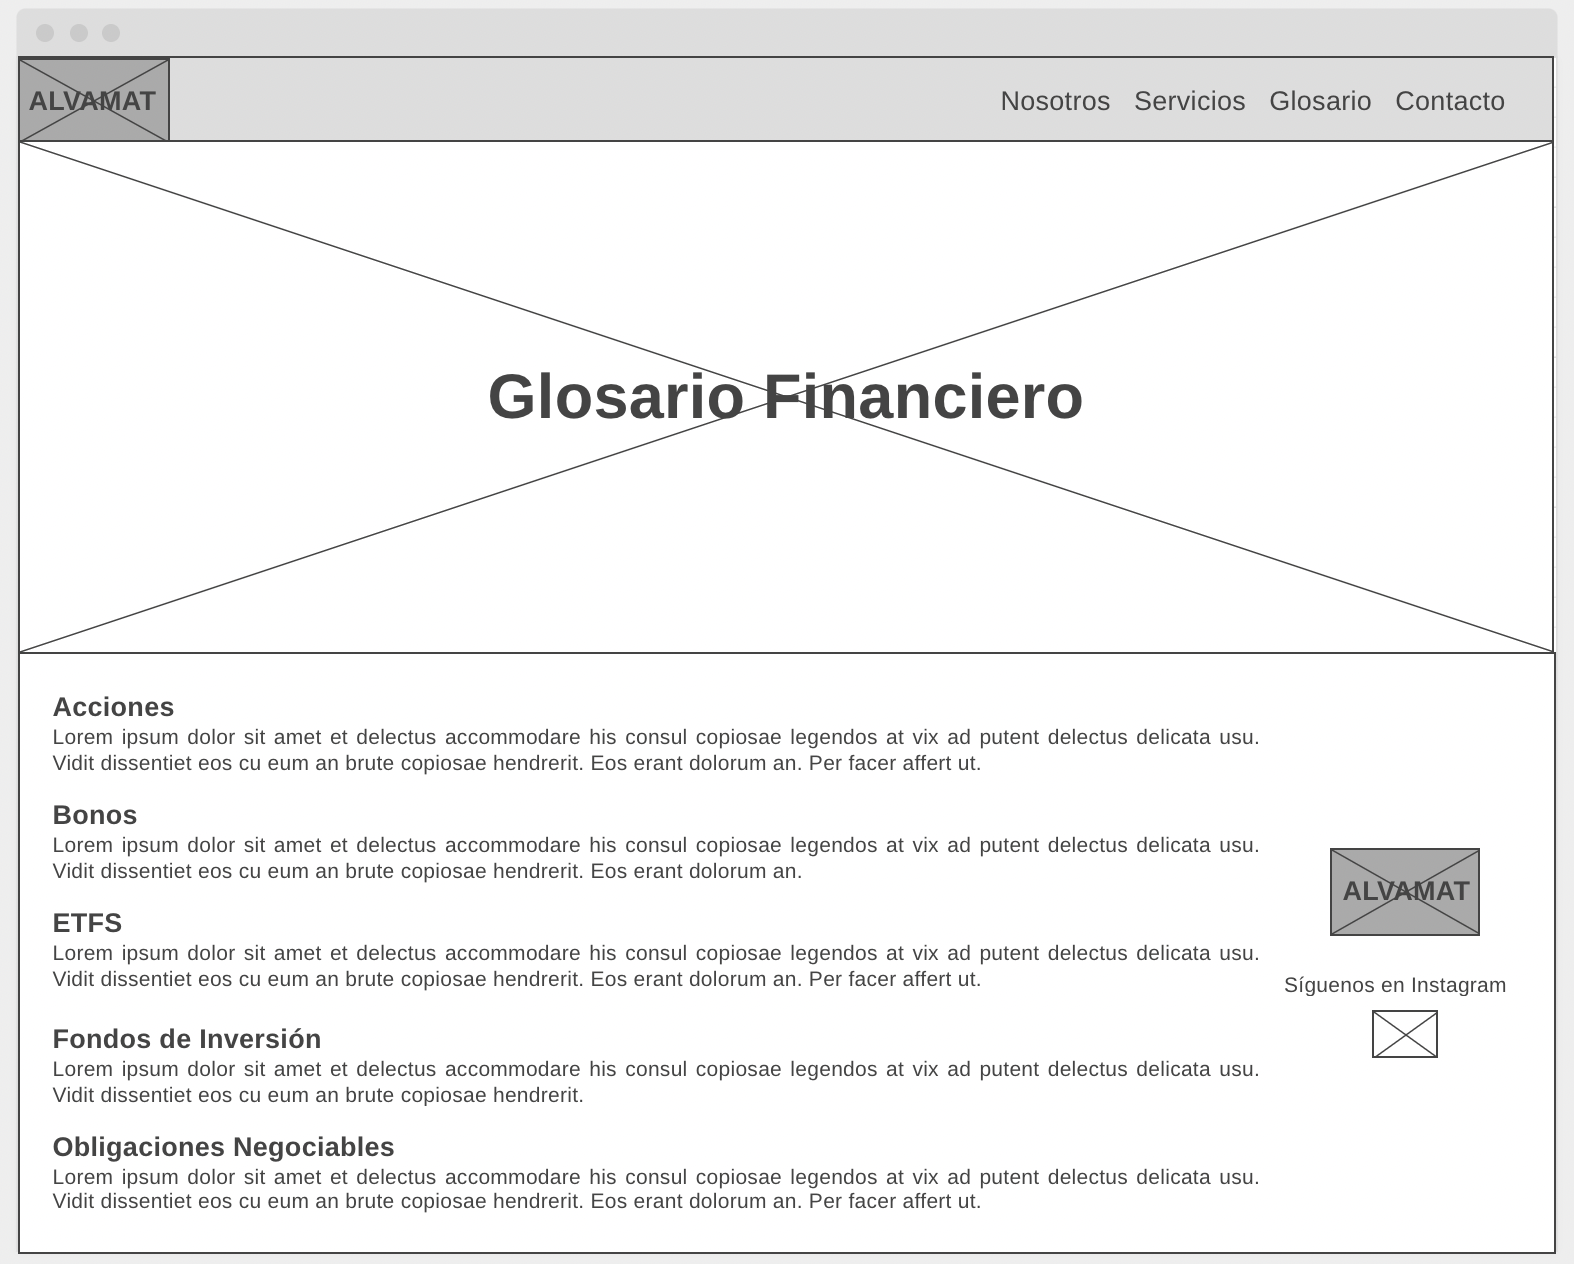 ALVAMAT
Nosotros Servicios Glosario Contacto
Glosario Financiero
Acciones
Lorem ipsum dolor sit amet et delectus accommodare his consul copiosae legendos at vix ad putent delectus delicata usu.
Vidit dissentiet eos cu eum an brute copiosae hendrerit. Eos erant dolorum an. Per facer affert ut.
Bonos
Lorem ipsum dolor sit amet et delectus accommodare his consul copiosae legendos at vix ad putent delectus delicata usu.
Vidit dissentiet eos cu eum an brute copiosae hendrerit. Eos erant dolorum an.
ETFS
Lorem ipsum dolor sit amet et delectus accommodare his consul copiosae legendos at vix ad putent delectus delicata usu.
Vidit dissentiet eos cu eum an brute copiosae hendrerit. Eos erant dolorum an. Per facer affert ut.
Fondos de Inversión
Lorem ipsum dolor sit amet et delectus accommodare his consul copiosae legendos at vix ad putent delectus delicata usu.
Vidit dissentiet eos cu eum an brute copiosae hendrerit.
Obligaciones Negociables
Lorem ipsum dolor sit amet et delectus accommodare his consul copiosae legendos at vix ad putent delectus delicata usu.
Vidit dissentiet eos cu eum an brute copiosae hendrerit. Eos erant dolorum an. Per facer affert ut.
ALVAMAT
Síguenos en Instagram